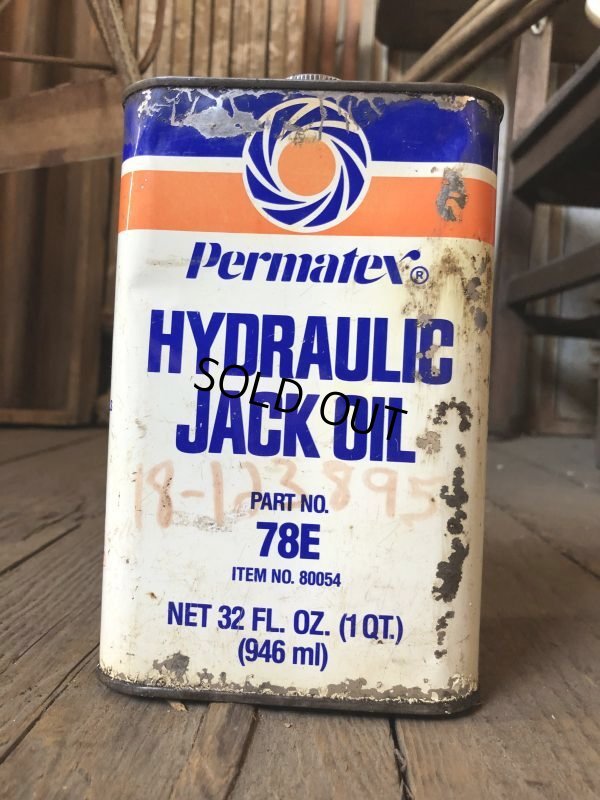 Permatex®
HYDRAULIC
JACK OIL
SOLD OUT
18-123895
PART NO.
78E
ITEM NO. 80054
NET 32 FL. OZ. (1 QT.)
(946 ml)